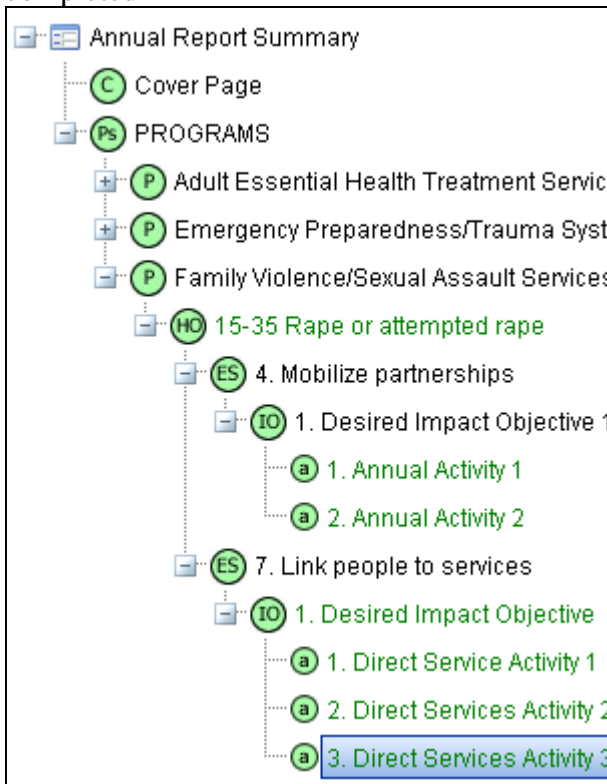 Annual Report Summary
C Cover Page
Ps PROGRAMS
P Adult Essential Health Treatment Servic
P Emergency Preparedness/Trauma Syst
P Family Violence/Sexual Assault Services
HO 15-35 Rape or attempted rape
ES 4. Mobilize partnerships
IO 1. Desired Impact Objective 1
a 1. Annual Activity 1
a 2. Annual Activity 2
ES 7. Link people to services
IO 1. Desired Impact Objective
a 1. Direct Service Activity 1
a 2. Direct Services Activity 2
a 3. Direct Services Activity 3